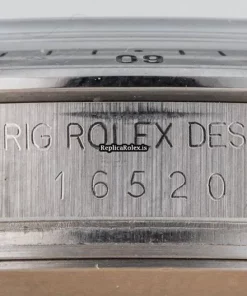 60
RIG ROLEX DES
ReplicaRolex.is
16520